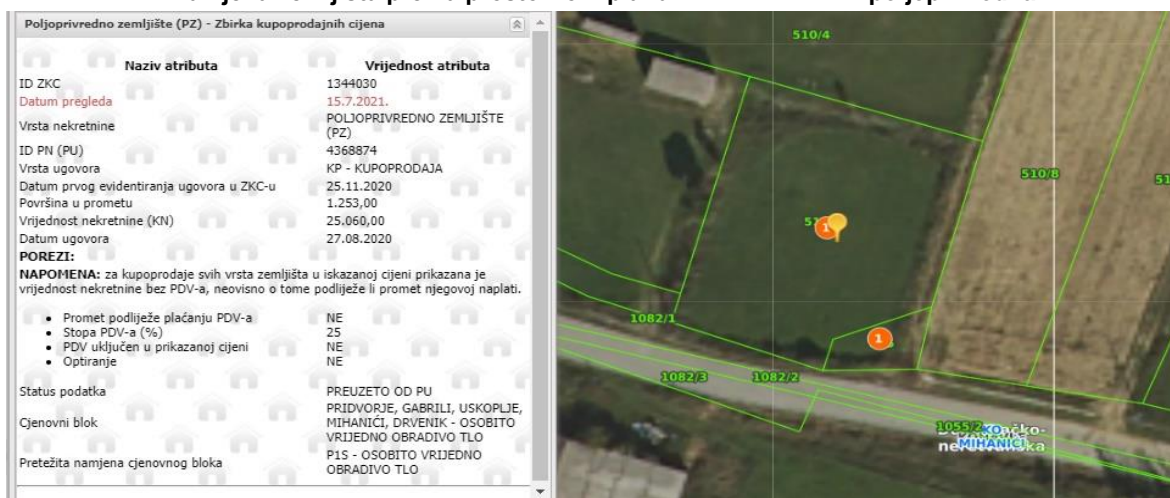 Poljoprivredno zemljište (PZ) - Zbirka kupoprodajnih cijena
Naziv atributa Vrijednost atributa
ID ZKC 1344030
Datum pregleda 15.7.2021.
Vrsta nekretnine POLJOPRIVREDNO ZEMLJIŠTE
(PZ)
ID PN (PU) 4368874
Vrsta ugovora KP - KUPOPRODAJA
Datum prvog evidentiranja ugovora u ZKC-u 25.11.2020
Površina u prometu 1.253,00
Vrijednost nekretnine (KN) 25.060,00
Datum ugovora 27.08.2020
POREZI:
NAPOMENA: za kupoprodaje svih vrsta zemljišta u iskazanoj cijeni prikazana je
vrijednost nekretnine bez PDV-a, neovisno o tome podliježe li promet njegovoj naplati.
• Promet podliježe plaćanju PDV-a NE
• Stopa PDV-a (%) 25
• PDV uključen u prikazanoj cijeni NE
• Optiranje NE
Status podatka PREUZETO OD PU
Cjenovni blok PRIDVORJE, GABRILI, USKOPLJE,
MIHANIĆI, DRVENIK - OSOBITO
VRIJEDNO OBRADIVO TLO
Pretežita namjena cjenovnog bloka P1S - OSOBITO VRIJEDNO
OBRADIVO TLO
510/4
510/8
51
1
1
1082/1
1082/3
1082/2
1055/2
KO
MIHANIĆI